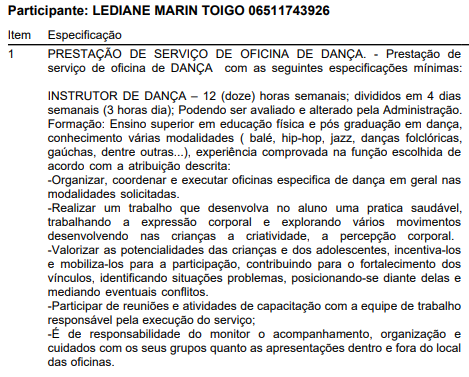 Participante: LEDIANE MARIN TOIGO 06511743926
Item Especificação
1 PRESTAÇÃO DE SERVIÇO DE OFICINA DE DANÇA. - Prestação de
serviço de oficina de DANÇA com as seguintes especificações mínimas:
INSTRUTOR DE DANÇA – 12 (doze) horas semanais; divididos em 4 dias
semanais (3 horas dia); Podendo ser avaliado e alterado pela Administração.
Formação: Ensino superior em educação física e pós graduação em dança,
conhecimento várias modalidades ( balé, hip-hop, jazz, danças folclóricas,
gaúchas, dentre outras...), experiência comprovada na função escolhida de
acordo com a atribuição descrita:
-Organizar, coordenar e executar oficinas especifica de dança em geral nas
modalidades solicitadas.
-Realizar um trabalho que desenvolva no aluno uma pratica saudável,
trabalhando a expressão corporal e explorando vários movimentos
desenvolvendo nas crianças a criatividade, a percepção corporal.
-Valorizar as potencialidades das crianças e dos adolescentes, incentiva-los
e mobiliza-los para a participação, contribuindo para o fortalecimento dos
vínculos, identificando situações problemas, posicionando-se diante delas e
mediando eventuais conflitos.
-Participar de reuniões e atividades de capacitação com a equipe de trabalho
responsável pela execução do serviço;
-É de responsabilidade do monitor o acompanhamento, organização e
cuidados com os seus grupos quanto as apresentações dentro e fora do local
das oficinas.